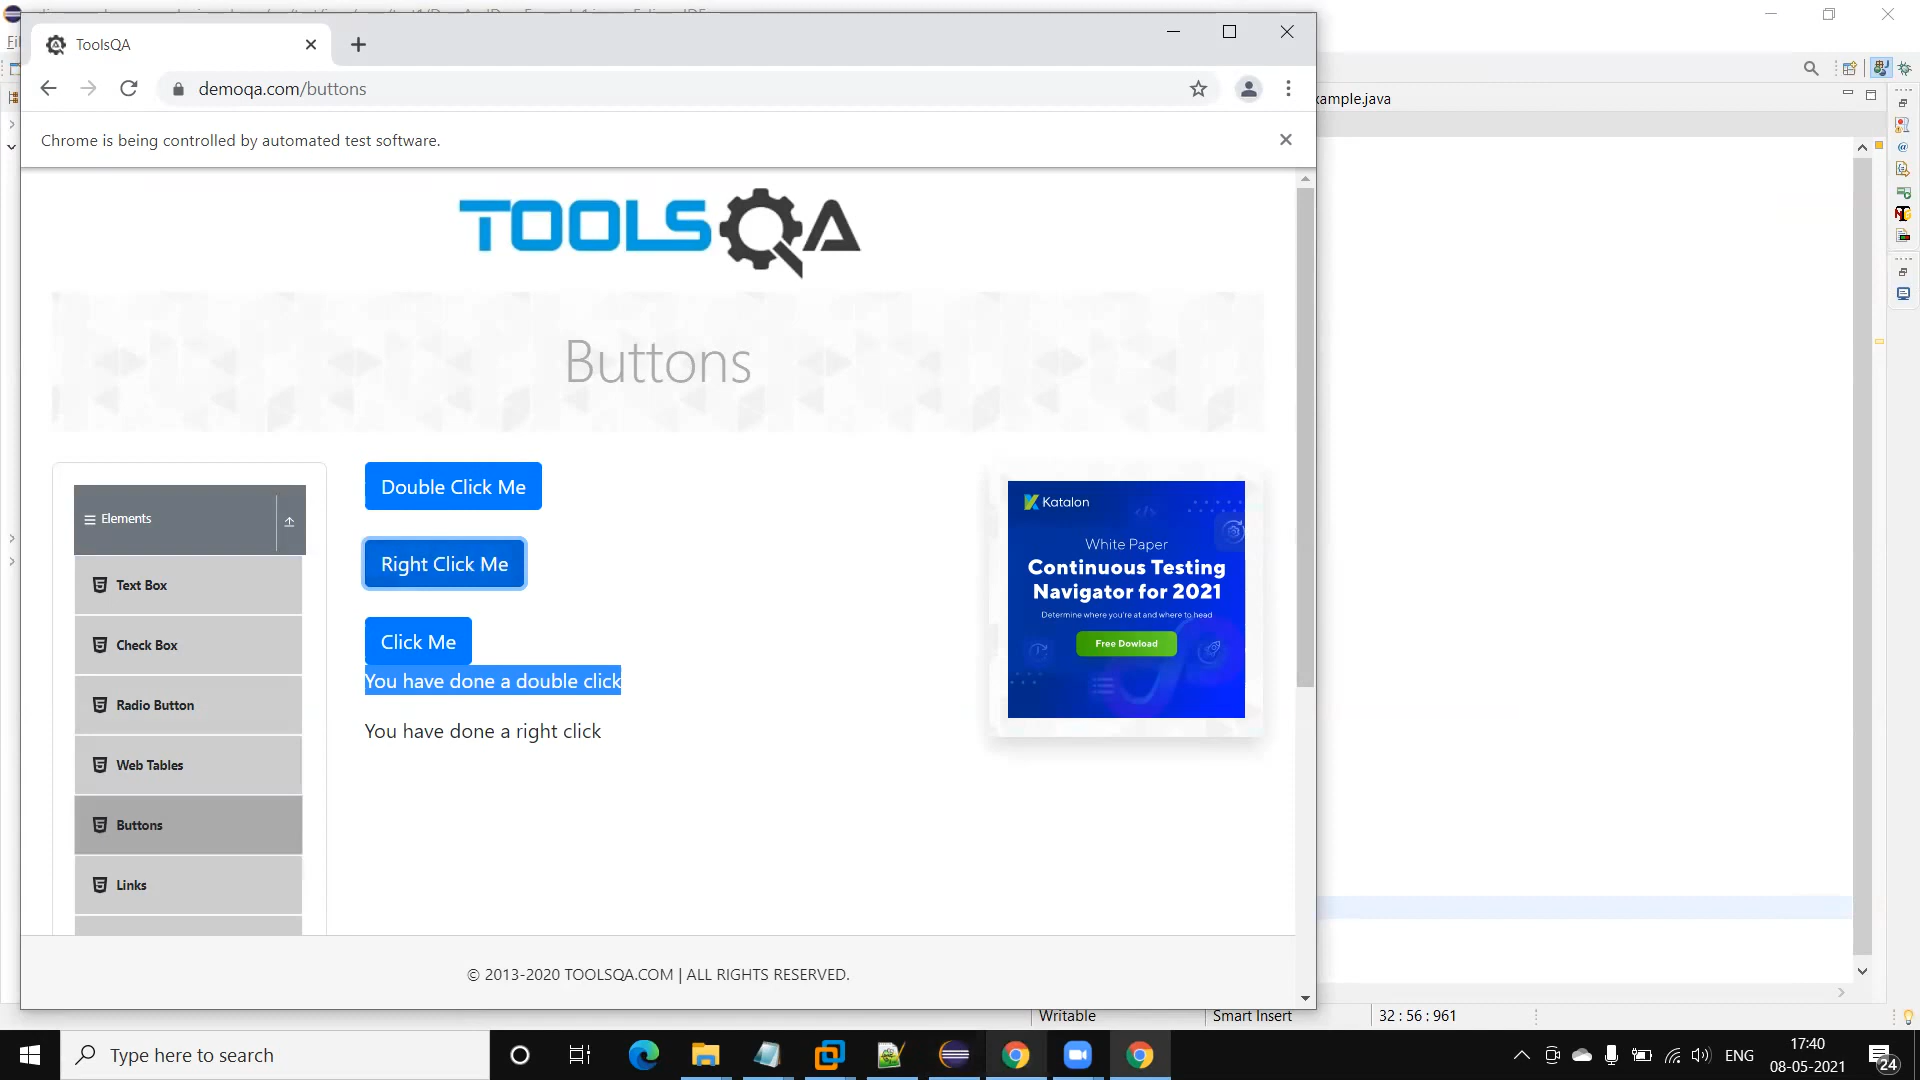 ToolsQA
demoqa.com/buttons
Chrome is being controlled by automated test software.
TOOLSQA
Buttons
Elements
Text Box
Check Box
Radio Button
Web Tables
Buttons
Links
Double Click Me
Right Click Me
Click Me
You have done a double click
You have done a right click
Katalon
White Paper
Continuous Testing
Navigator for 2021
Determine where you're at and where to head
Free Dowload
© 2013-2020 TOOLSQA.COM | ALL RIGHTS RESERVED.
xample.java
Writable
Smart Insert
32 : 56 : 961
Type here to search
ENG
17:40
08-05-2021
24